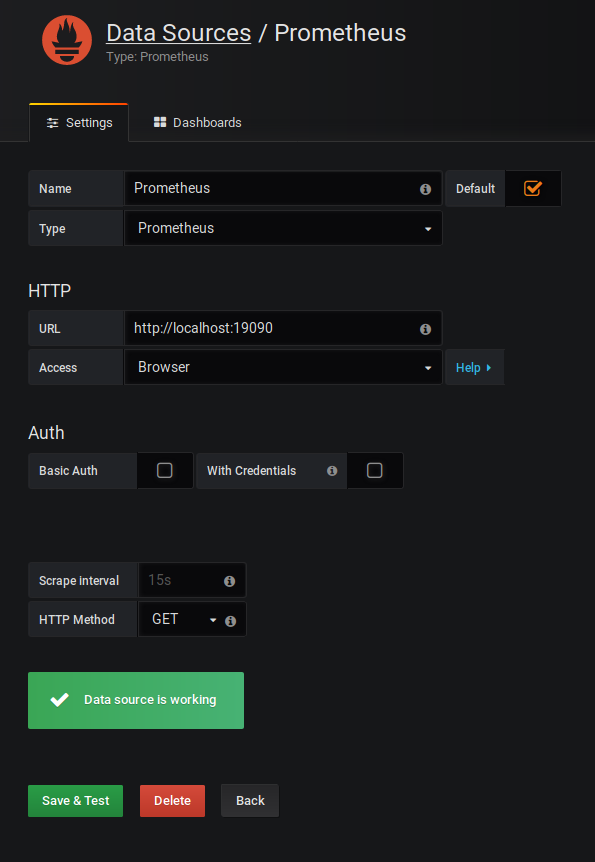 Data Sources / Prometheus
Type: Prometheus
Settings Dashboards
Name Prometheus Default
Type Prometheus
HTTP
URL http://localhost:19090
Access Browser Help
Auth
Basic Auth With Credentials
Scrape interval 15s
HTTP Method GET
Data source is working
Save & Test Delete Back